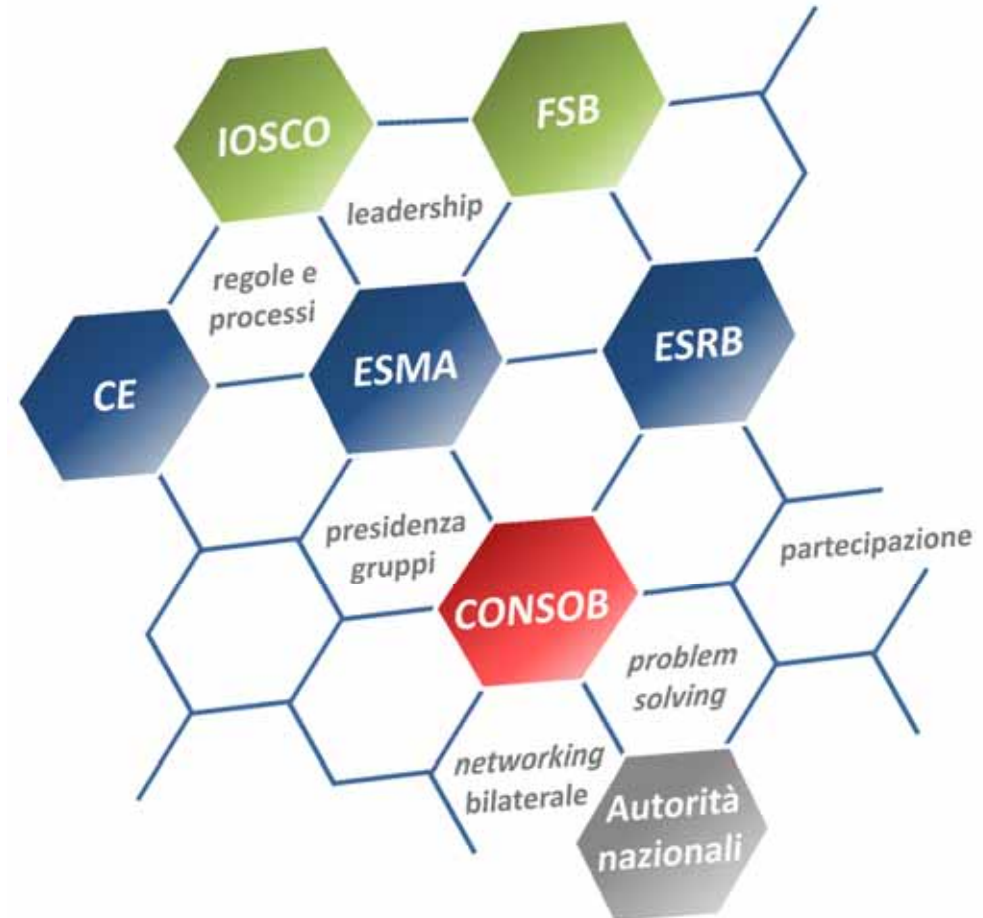 IOSCO
FSB
leadership
regole e
processi
CE
ESMA
ESRB
presidenza
gruppi
partecipazione
CONSOB
problem
solving
networking
bilaterale
Autorità
nazionali